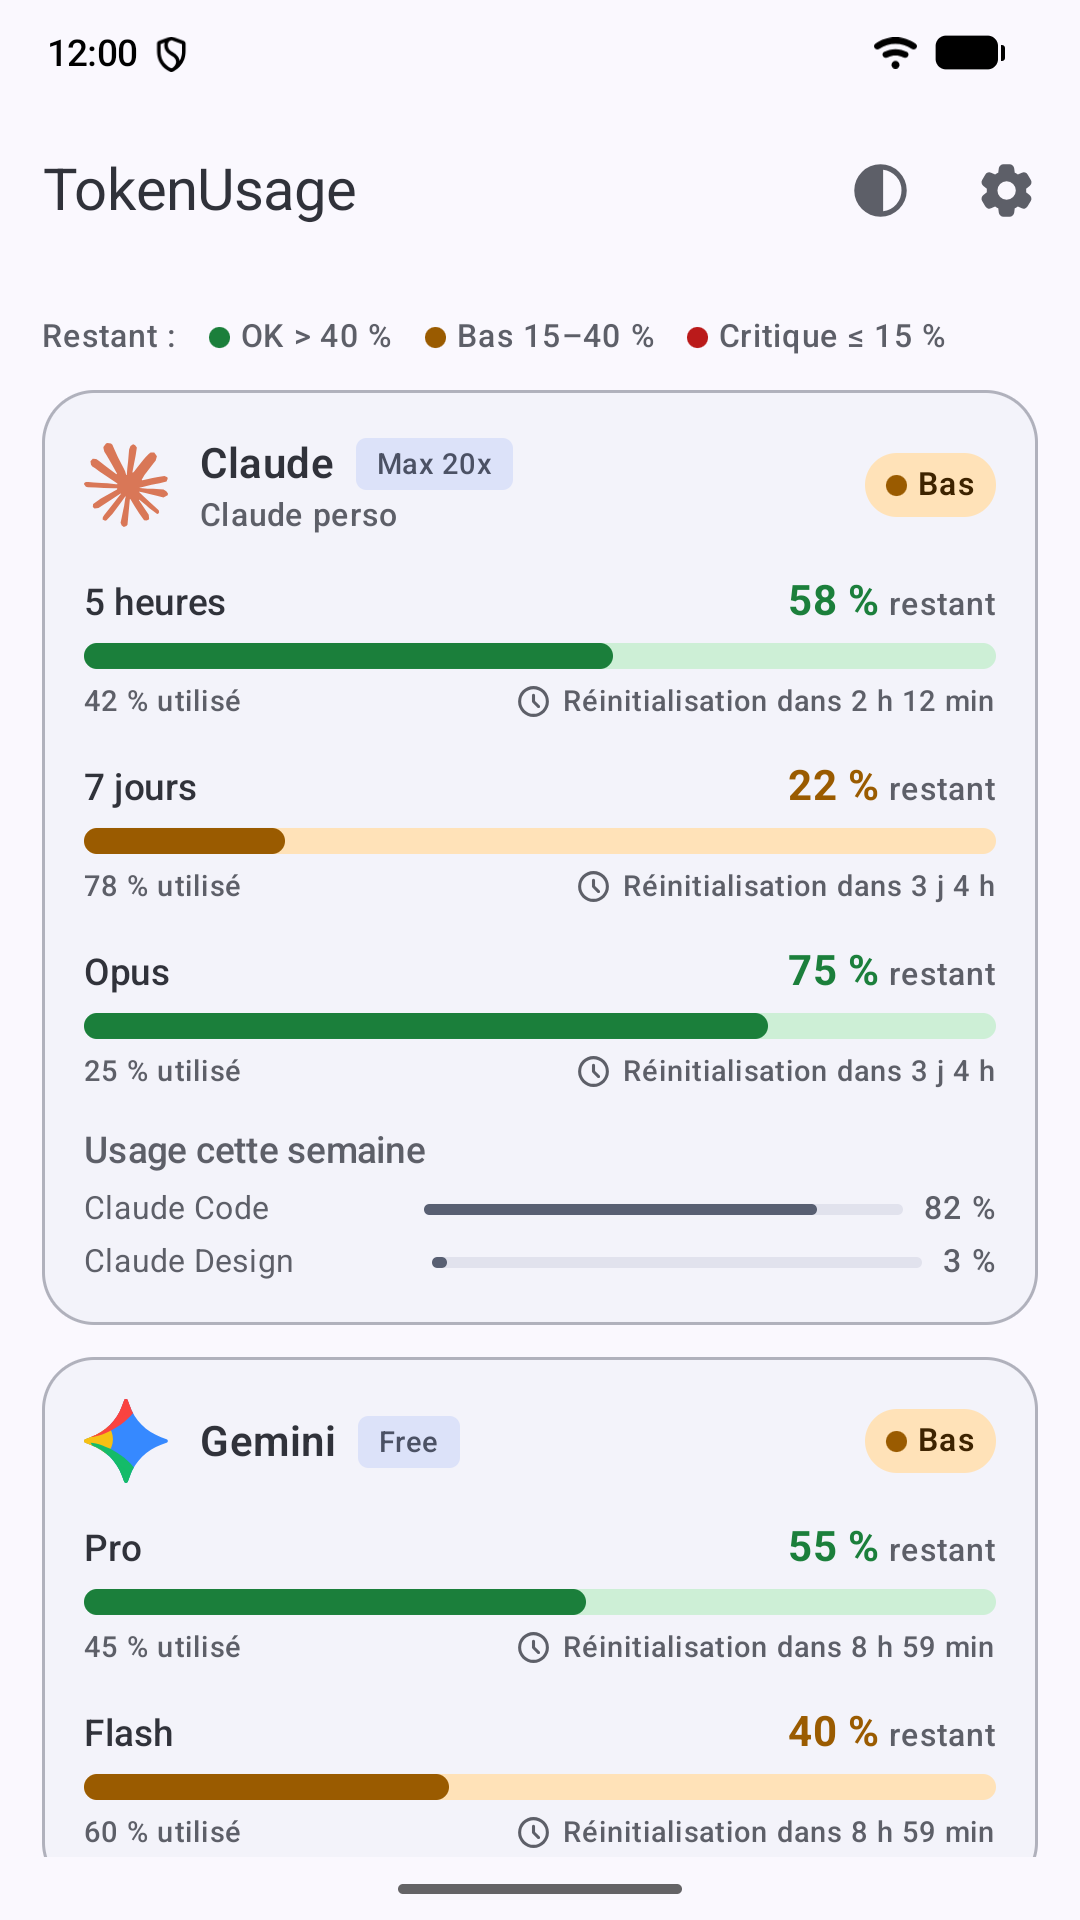 12:00
TokenUsage
Restant : OK > 40 % Bas 15–40 % Critique ≤ 15 %
Claude Max 20x
Claude perso
Bas
5 heures 58 % restant
42 % utilisé Réinitialisation dans 2 h 12 min
7 jours 22 % restant
78 % utilisé Réinitialisation dans 3 j 4 h
Opus 75 % restant
25 % utilisé Réinitialisation dans 3 j 4 h
Usage cette semaine
Claude Code 82 %
Claude Design 3 %
Gemini Free Bas
Pro 55 % restant
45 % utilisé Réinitialisation dans 8 h 59 min
Flash 40 % restant
60 % utilisé Réinitialisation dans 8 h 59 min